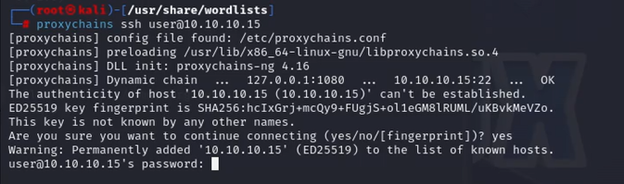 ┌──(root㉿kali)-[/usr/share/wordlists]
└─# proxychains ssh user@10.10.10.15
[proxychains] config file found: /etc/proxychains.conf
[proxychains] preloading /usr/lib/x86_64-linux-gnu/libproxychains.so.4
[proxychains] DLL init: proxychains-ng 4.16
[proxychains] Dynamic chain  ...  127.0.0.1:1080  ...  10.10.10.15:22  ...  OK
The authenticity of host '10.10.10.15 (10.10.10.15)' can't be established.
ED25519 key fingerprint is SHA256:hcIxGrj+mcQy9+FUgjS+ol1eGM8lRUML/uKBvkMeVZo.
This key is not known by any other names.
Are you sure you want to continue connecting (yes/no/[fingerprint])? yes
Warning: Permanently added '10.10.10.15' (ED25519) to the list of known hosts.
user@10.10.10.15's password: